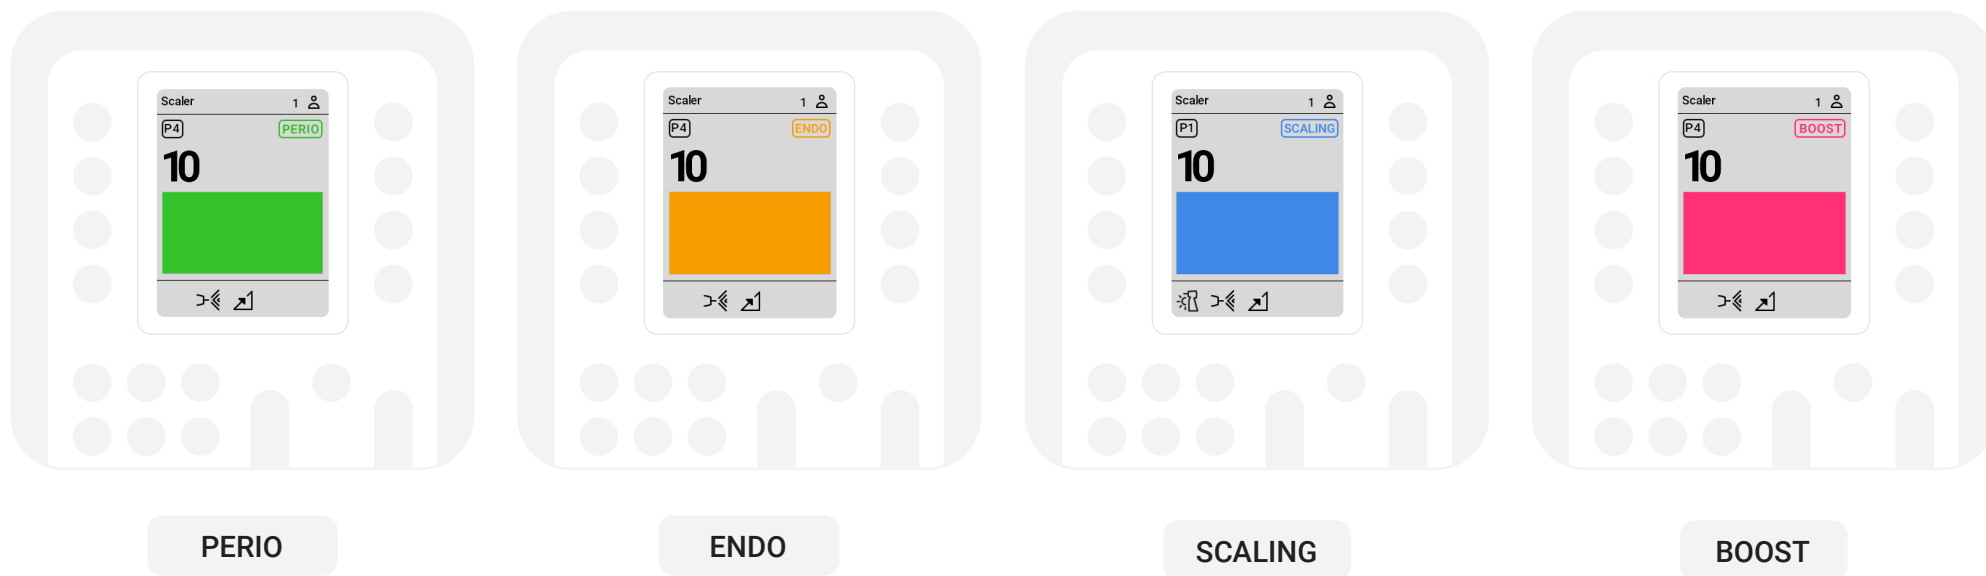 Scaler 1
P4 PERIO
10
PERIO
Scaler 1
P4 ENDO
10
ENDO
Scaler 1
P1 SCALING
10
SCALING
Scaler 1
P4 BOOST
10
BOOST